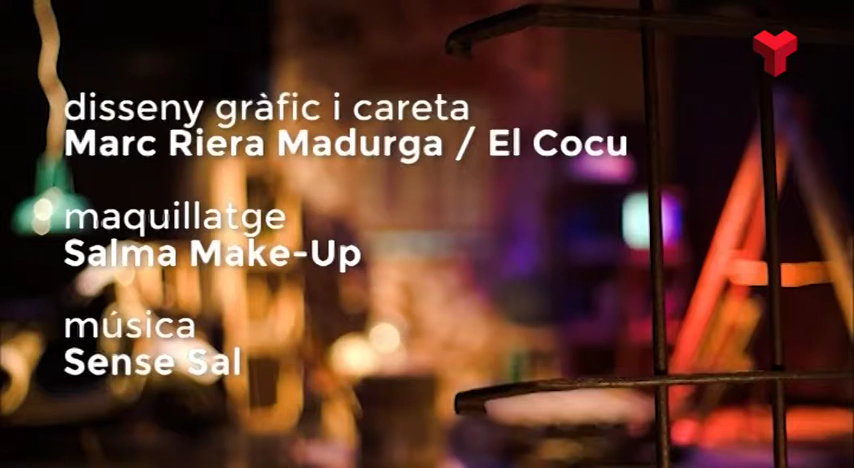 disseny gràfic i careta
Marc Riera Madurga / El Cocu
maquillatge
Salma Make-Up
música
Sense Sal